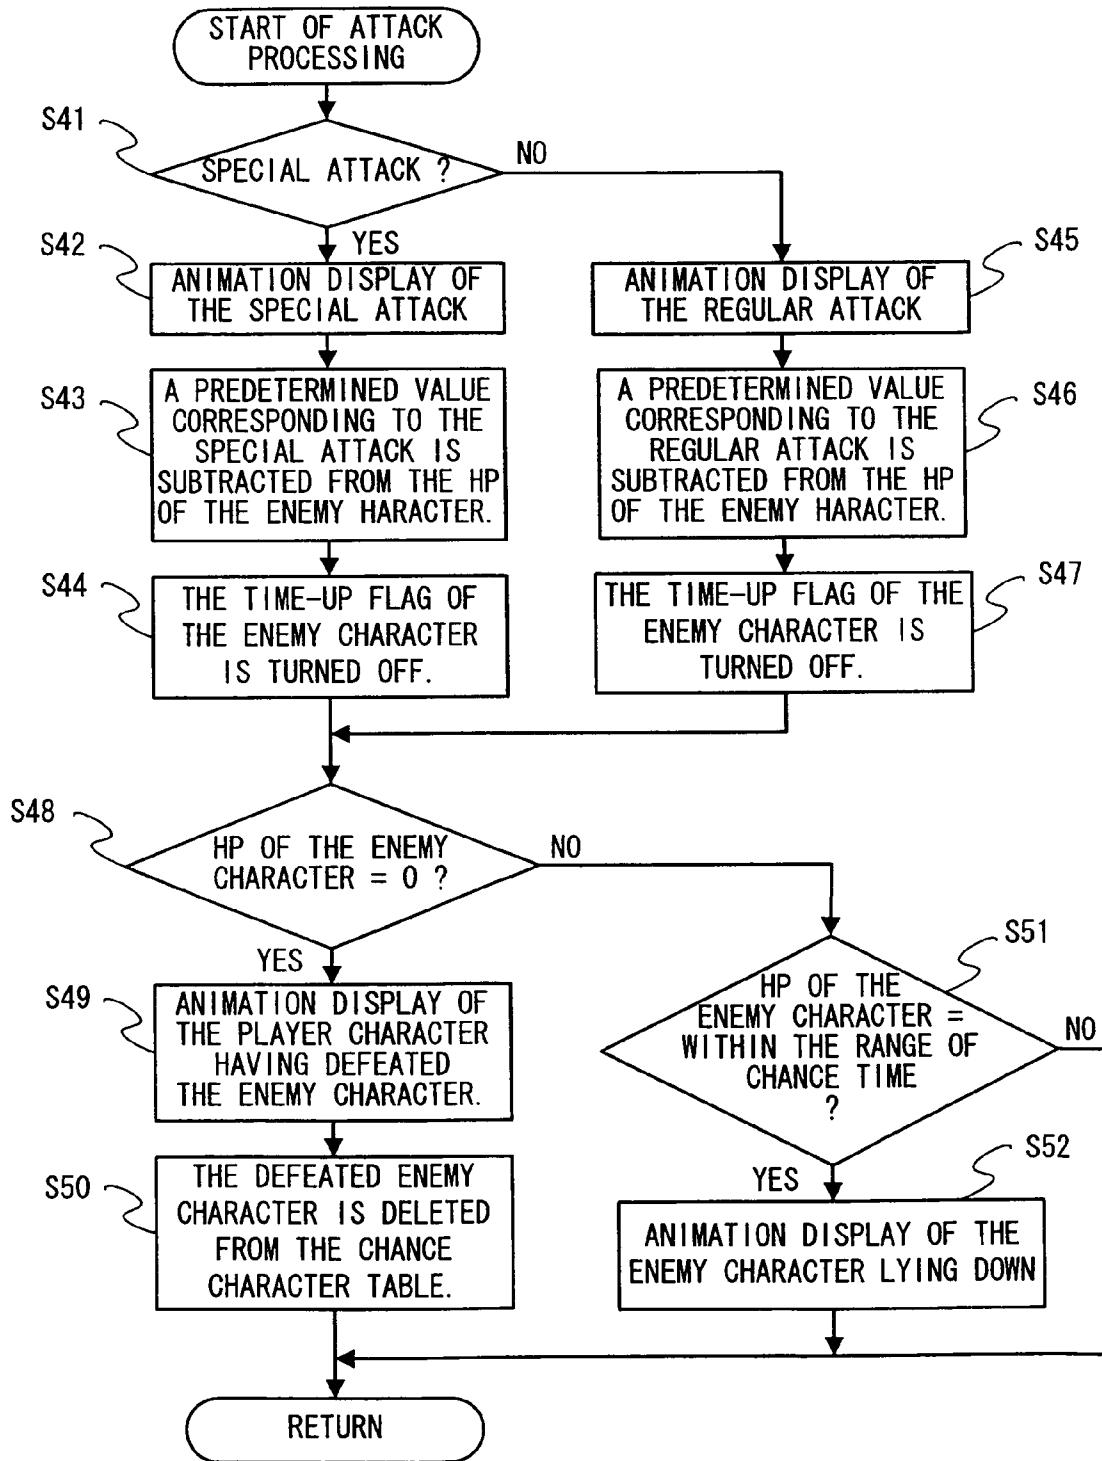 START OF ATTACK
PROCESSING
S41
SPECIAL ATTACK ?
NO
YES
S42
ANIMATION DISPLAY OF
THE SPECIAL ATTACK
S45
ANIMATION DISPLAY OF
THE REGULAR ATTACK
S43
A PREDETERMINED VALUE
CORRESPONDING TO THE
SPECIAL ATTACK IS
SUBTRACTED FROM THE HP
OF THE ENEMY HARACTER.
S46
A PREDETERMINED VALUE
CORRESPONDING TO THE
REGULAR ATTACK IS
SUBTRACTED FROM THE HP
OF THE ENEMY HARACTER.
S44
THE TIME-UP FLAG OF
THE ENEMY CHARACTER
IS TURNED OFF.
S47
THE TIME-UP FLAG OF THE
ENEMY CHARACTER IS
TURNED OFF.
S48
HP OF THE ENEMY
CHARACTER = 0 ?
NO
YES
S49
ANIMATION DISPLAY OF
THE PLAYER CHARACTER
HAVING DEFEATED
THE ENEMY CHARACTER.
S51
HP OF THE
ENEMY CHARACTER =
WITHIN THE RANGE OF
CHANCE TIME
?
NO
YES
S50
THE DEFEATED ENEMY
CHARACTER IS DELETED
FROM THE CHANCE
CHARACTER TABLE.
S52
ANIMATION DISPLAY OF THE
ENEMY CHARACTER LYING DOWN
RETURN